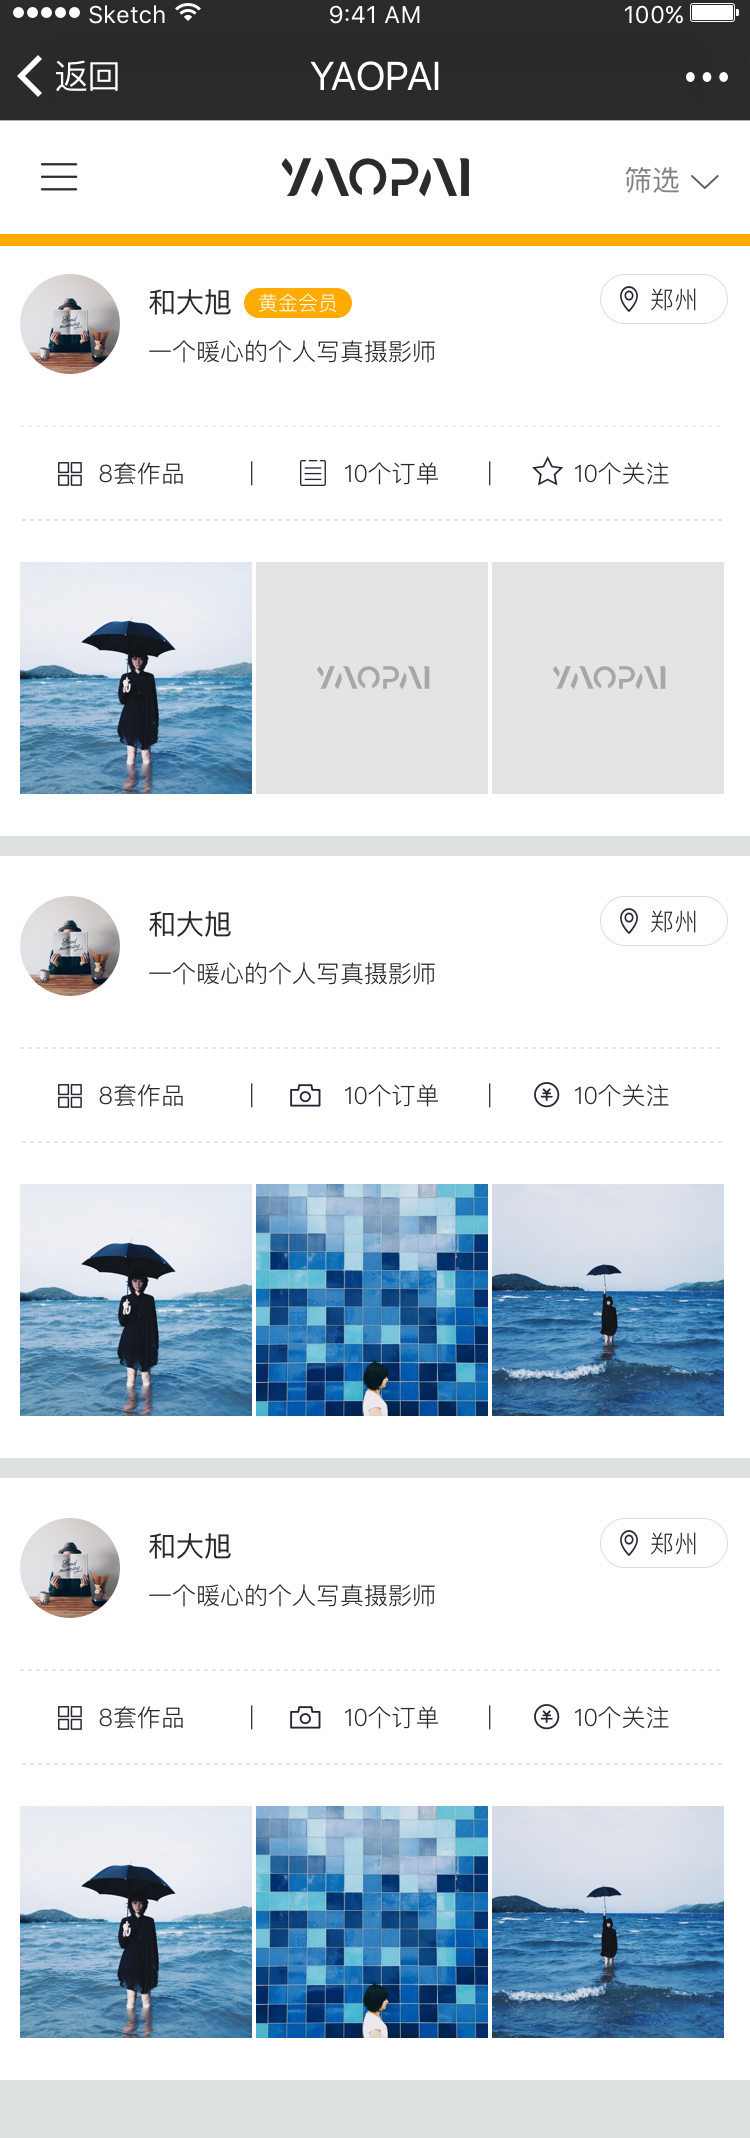 Sketch 9:41 AM 100%
返回 YAOPAI
YAOPAI 筛选
和大旭 黄金会员 郑州
一个暖心的个人写真摄影师
8套作品 | 10个订单 | 10个关注
YAOPAI YAOPAI
和大旭 郑州
一个暖心的个人写真摄影师
8套作品 | 10个订单 | 10个关注
和大旭 郑州
一个暖心的个人写真摄影师
8套作品 | 10个订单 | 10个关注